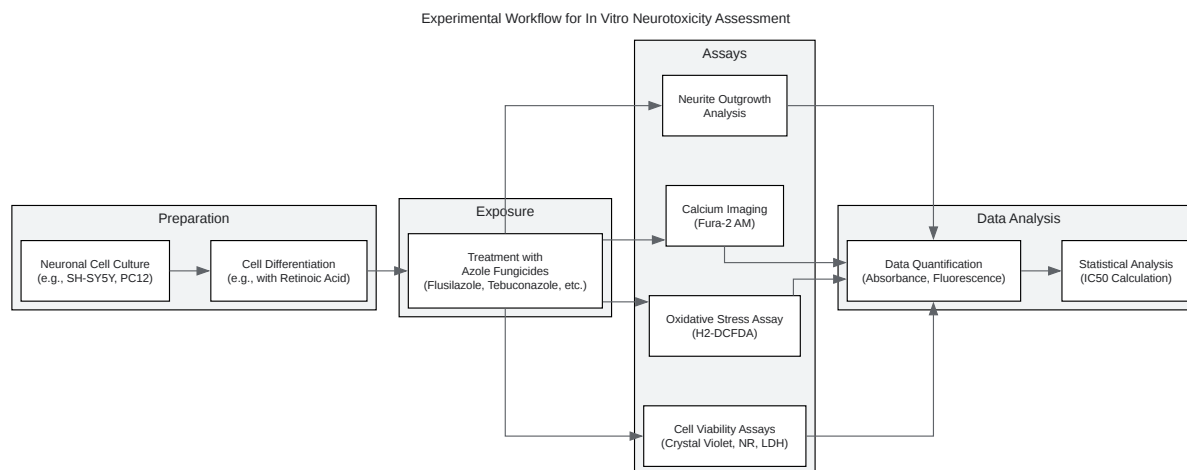 Experimental Workflow for In Vitro Neurotoxicity Assessment
Preparation
Neuronal Cell Culture
(e.g., SH-SY5Y, PC12)
Cell Differentiation
(e.g., with Retinoic Acid)
Exposure
Treatment with
Azole Fungicides
(Flusilazole, Tebuconazole, etc.)
Assays
Neurite Outgrowth
Analysis
Calcium Imaging
(Fura-2 AM)
Oxidative Stress Assay
(H2-DCFDA)
Cell Viability Assays
(Crystal Violet, NR, LDH)
Data Analysis
Data Quantification
(Absorbance, Fluorescence)
Statistical Analysis
(IC50 Calculation)